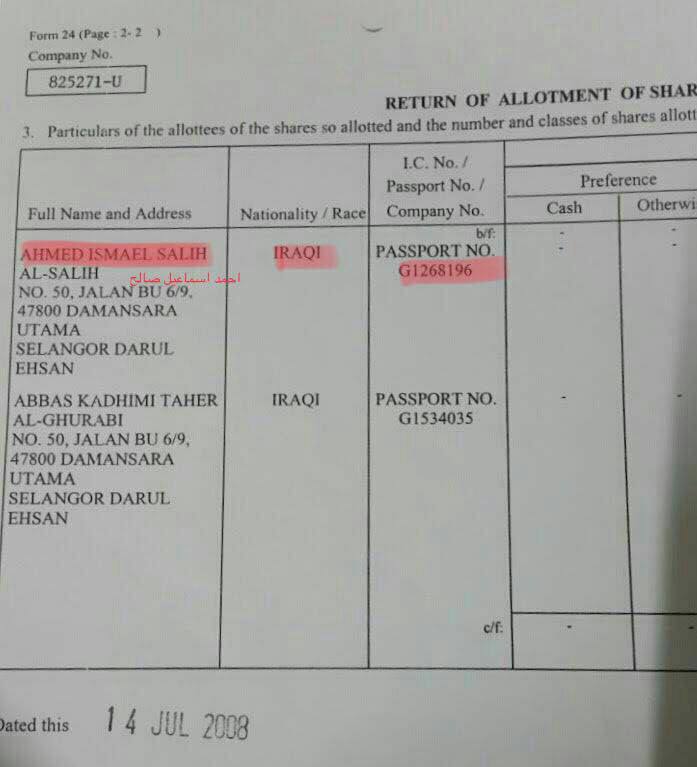 Form 24 (Page : 2- 2 )
Company No.
825271-U
RETURN OF ALLOTMENT OF SHAR
3. Particulars of the allottees of the shares so allotted and the number and classes of shares allott
Full Name and Address
Nationality / Race
I.C. No. /
Passport No. /
Company No.
Preference
Cash
Otherwi
b/f:
-
-
AHMED ISMAEL SALIH
AL-SALIH
احمد اسماعيل صالح
NO. 50, JALAN BU 6/9,
47800 DAMANSARA
UTAMA
SELANGOR DARUL
EHSAN
IRAQI
PASSPORT NO.
G1268196
-
-
ABBAS KADHIMI TAHER
AL-GHURABI
NO. 50, JALAN BU 6/9,
47800 DAMANSARA
UTAMA
SELANGOR DARUL
EHSAN
IRAQI
PASSPORT NO.
G1534035
-
-
c/f:
-
-
Dated this 14 JUL 2008